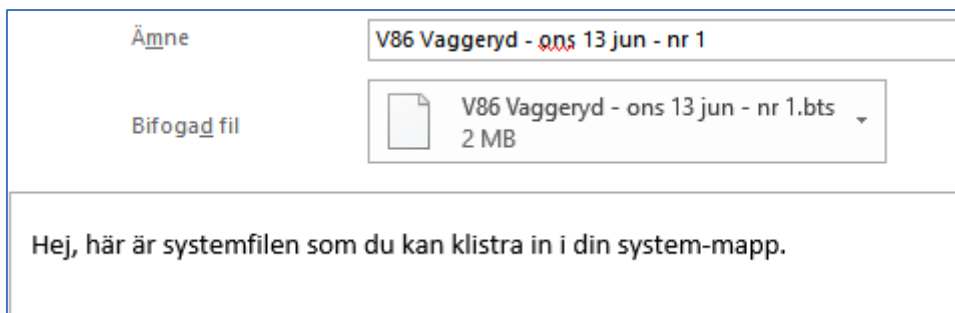 Ämne
V86 Vaggeryd - ons 13 jun - nr 1
Bifogad fil
V86 Vaggeryd - ons 13 jun - nr 1.bts
2 MB
Hej, här är systemfilen som du kan klistra in i din system-mapp.